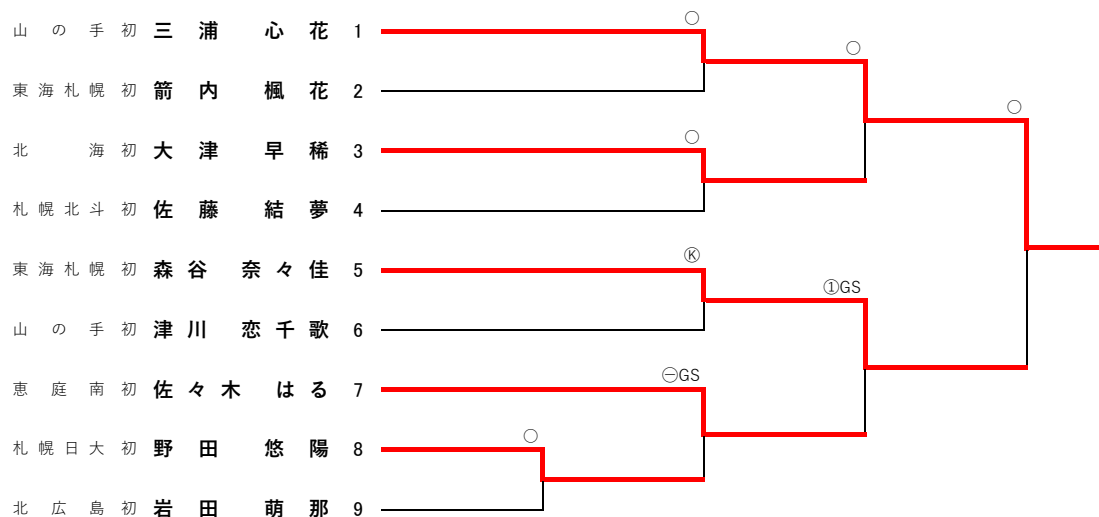 ○
山の手 初 三浦 心花 1
○
○
東海札幌 初 箭内 楓花 2
○
北海 初 大津 早稀 3
札幌北斗 初 佐藤 結夢 4
Ⓚ
東海札幌 初 森谷 奈々佳 5
①GS
山の手 初 津川 恋千歌 6
㊀GS
恵庭南 初 佐々木 はる 7
○
札幌日大 初 野田 悠陽 8
北広島 初 岩田 萌那 9